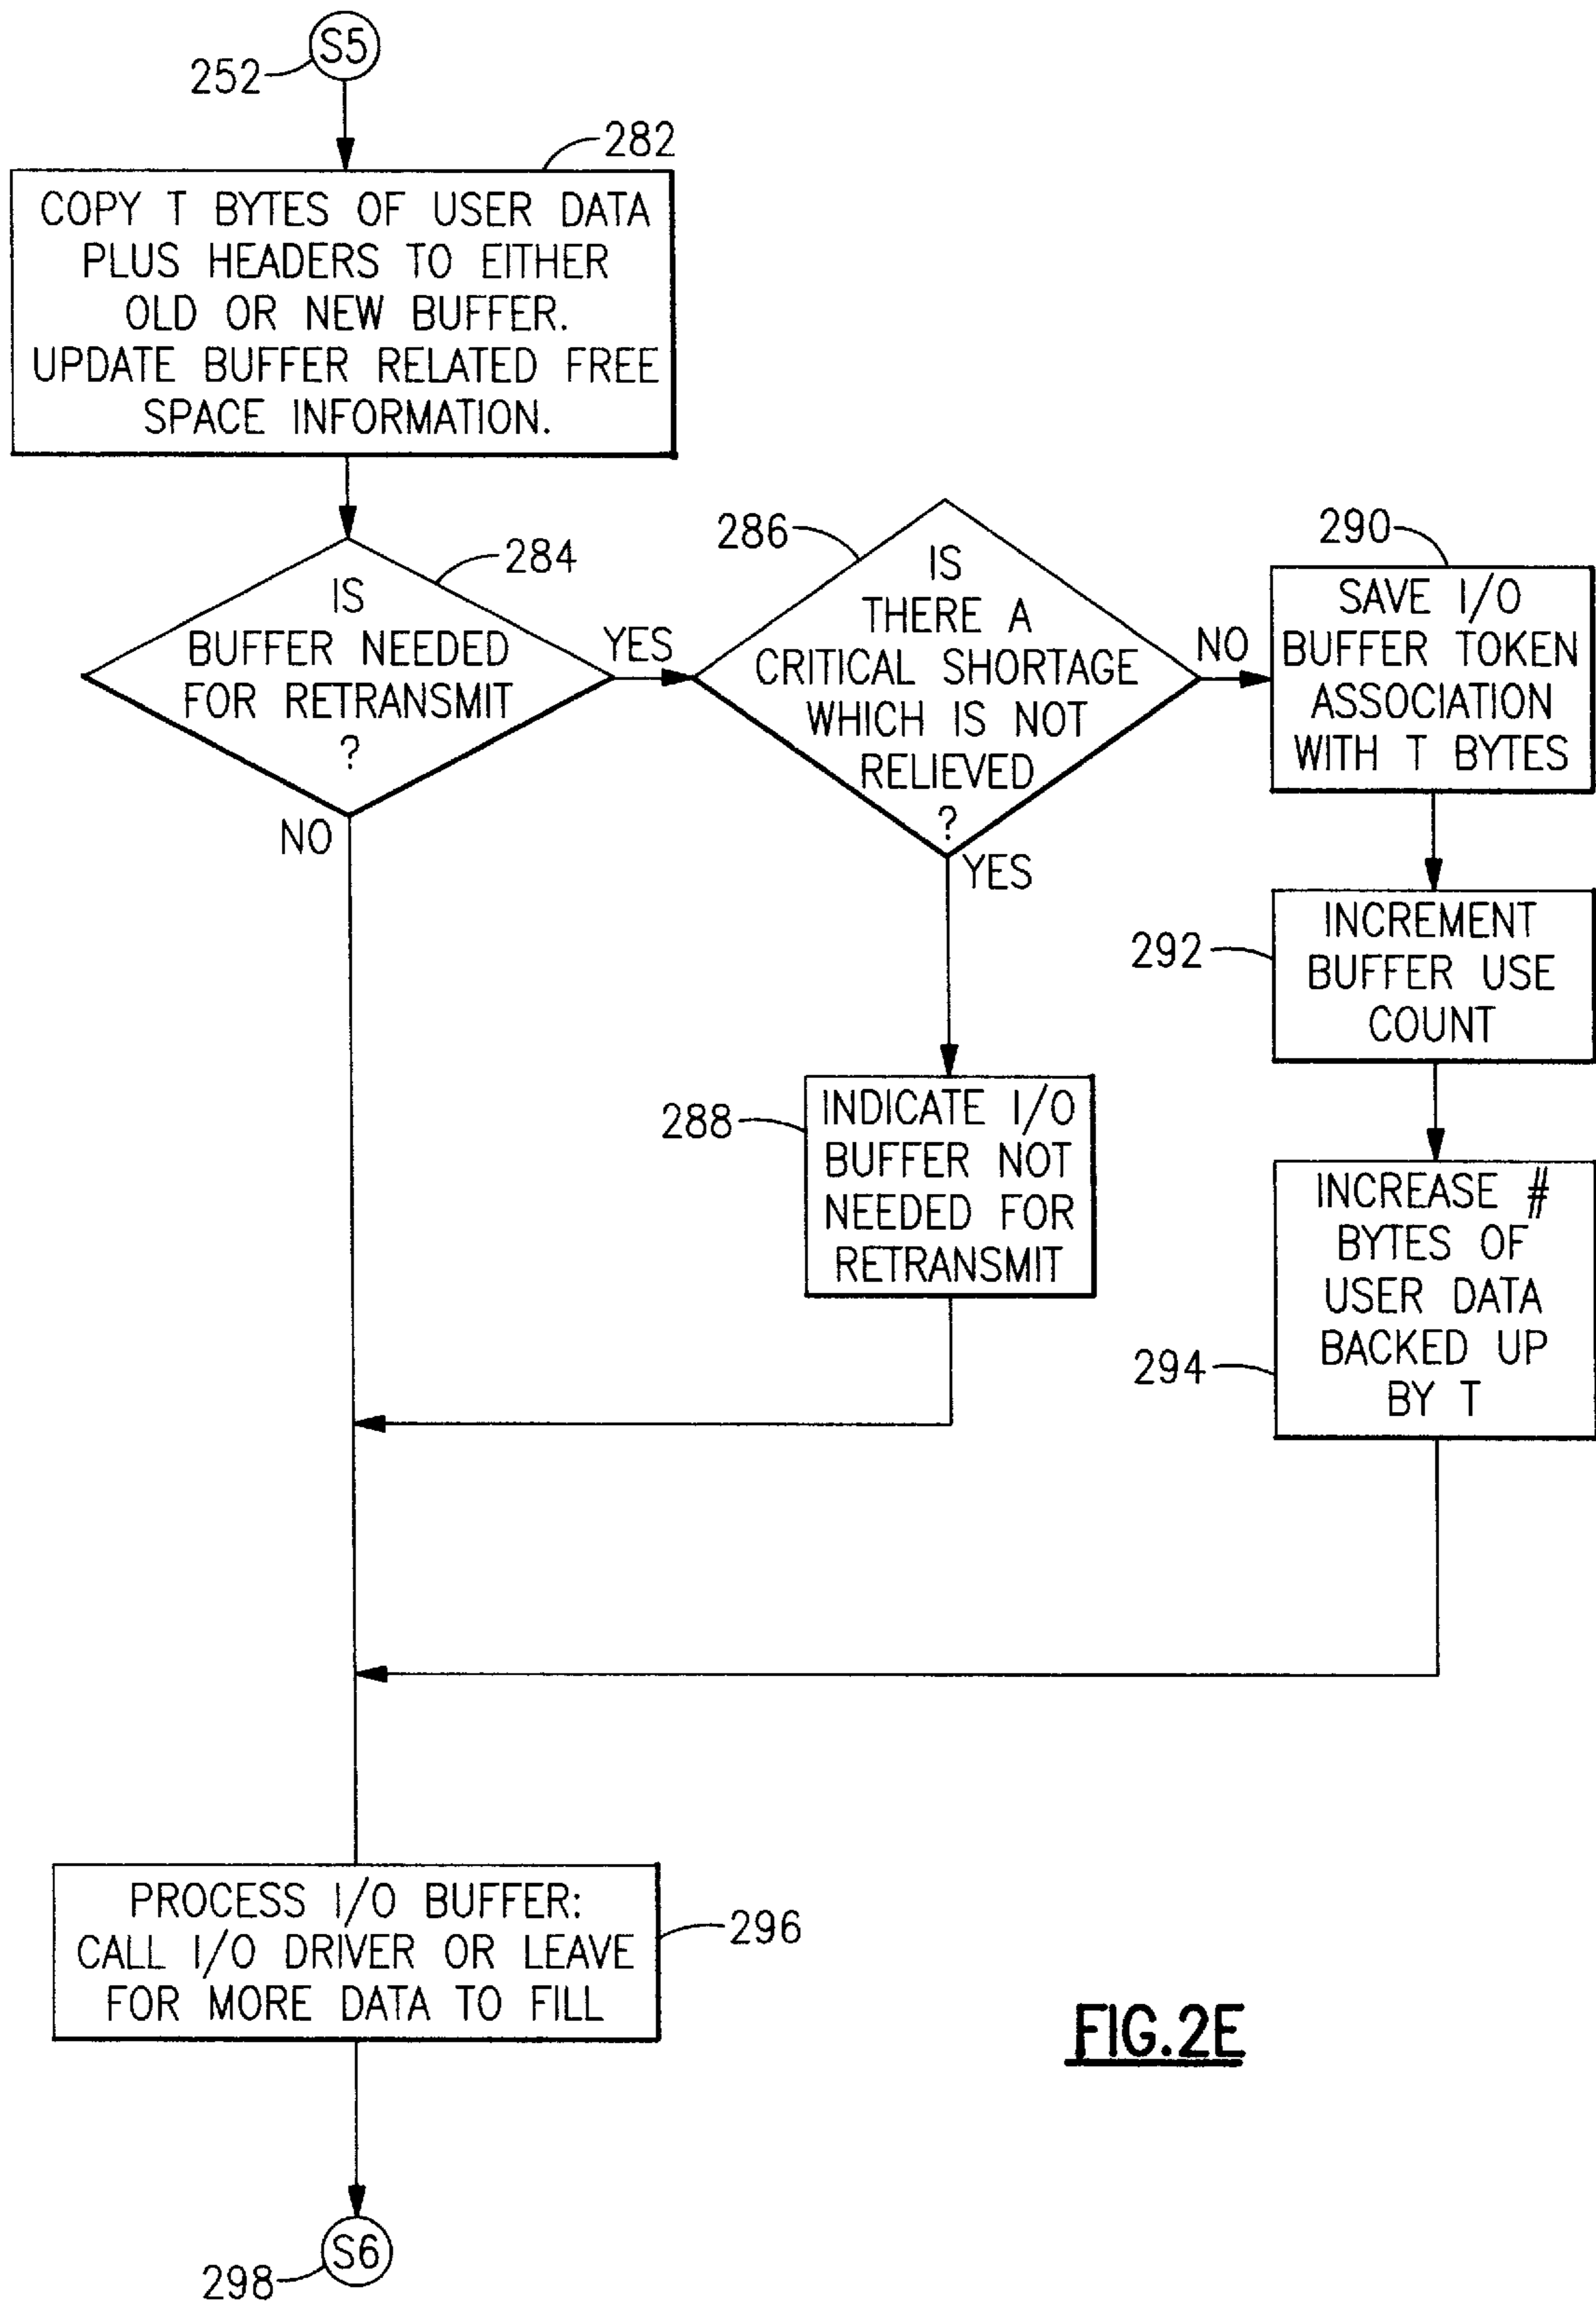 S5
252
282
COPY T BYTES OF USER DATA
PLUS HEADERS TO EITHER
OLD OR NEW BUFFER.
UPDATE BUFFER RELATED FREE
SPACE INFORMATION.
284
IS
BUFFER NEEDED
FOR RETRANSMIT
?
YES
NO
286
IS
THERE A
CRITICAL SHORTAGE
WHICH IS NOT
RELIEVED
?
NO
YES
290
SAVE I/O
BUFFER TOKEN
ASSOCIATION
WITH T BYTES
292
INCREMENT
BUFFER USE
COUNT
288
INDICATE I/O
BUFFER NOT
NEEDED FOR
RETRANSMIT
294
INCREASE #
BYTES OF
USER DATA
BACKED UP
BY T
PROCESS I/O BUFFER:
CALL I/O DRIVER OR LEAVE
FOR MORE DATA TO FILL
296
S6
298
FIG.2E